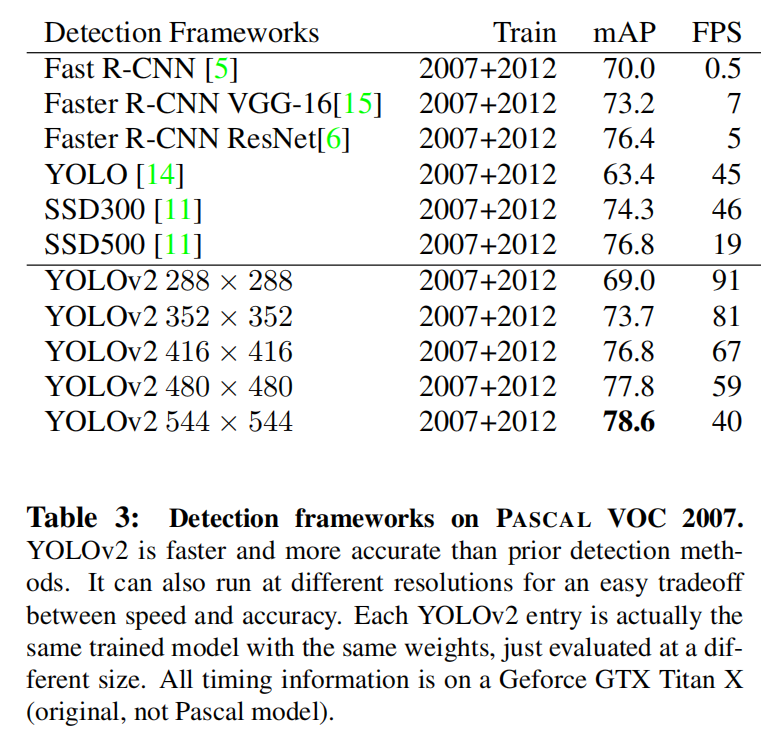 Detection Frameworks Train mAP FPS
Fast R-CNN [5] 2007+2012 70.0 0.5
Faster R-CNN VGG-16[15] 2007+2012 73.2 7
Faster R-CNN ResNet[6] 2007+2012 76.4 5
YOLO [14] 2007+2012 63.4 45
SSD300 [11] 2007+2012 74.3 46
SSD500 [11] 2007+2012 76.8 19
YOLOv2 288 × 288 2007+2012 69.0 91
YOLOv2 352 × 352 2007+2012 73.7 81
YOLOv2 416 × 416 2007+2012 76.8 67
YOLOv2 480 × 480 2007+2012 77.8 59
YOLOv2 544 × 544 2007+2012 78.6 40
Table 3: Detection frameworks on PASCAL VOC 2007.
YOLOv2 is faster and more accurate than prior detection meth-
ods. It can also run at different resolutions for an easy tradeoff
between speed and accuracy. Each YOLOv2 entry is actually the
same trained model with the same weights, just evaluated at a dif-
ferent size. All timing information is on a Geforce GTX Titan X
(original, not Pascal model).